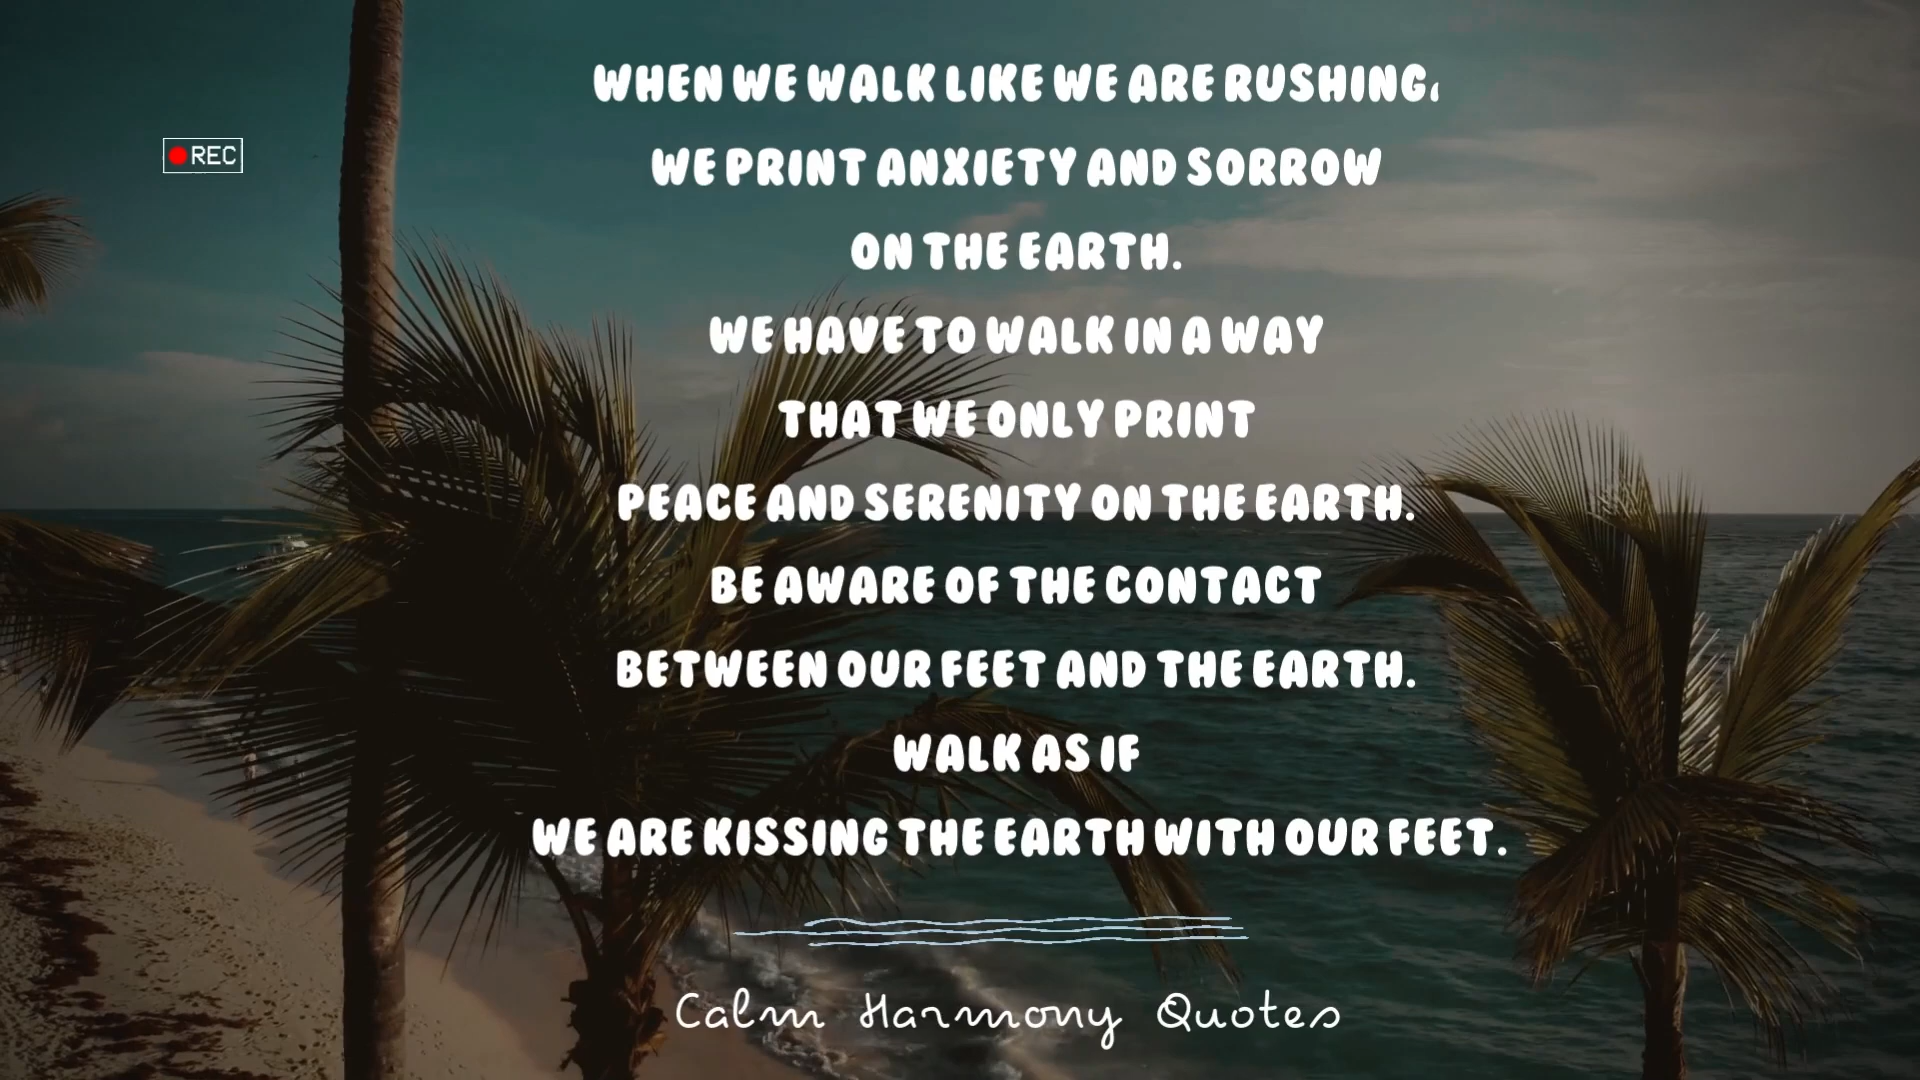 WHEN WE WALK LIKE WE ARE RUSHING,
REC
WE PRINT ANXIETY AND SORROW
ON THE EARTH.
WE HAVE TO WALK IN A WAY
THAT WE ONLY PRINT
PEACE AND SERENITY ON THE EARTH.
BE AWARE OF THE CONTACT
BETWEEN OUR FEET AND THE EARTH.
WALK AS IF
WE ARE KISSING THE EARTH WITH OUR FEET.
Calm Harmony Quotes